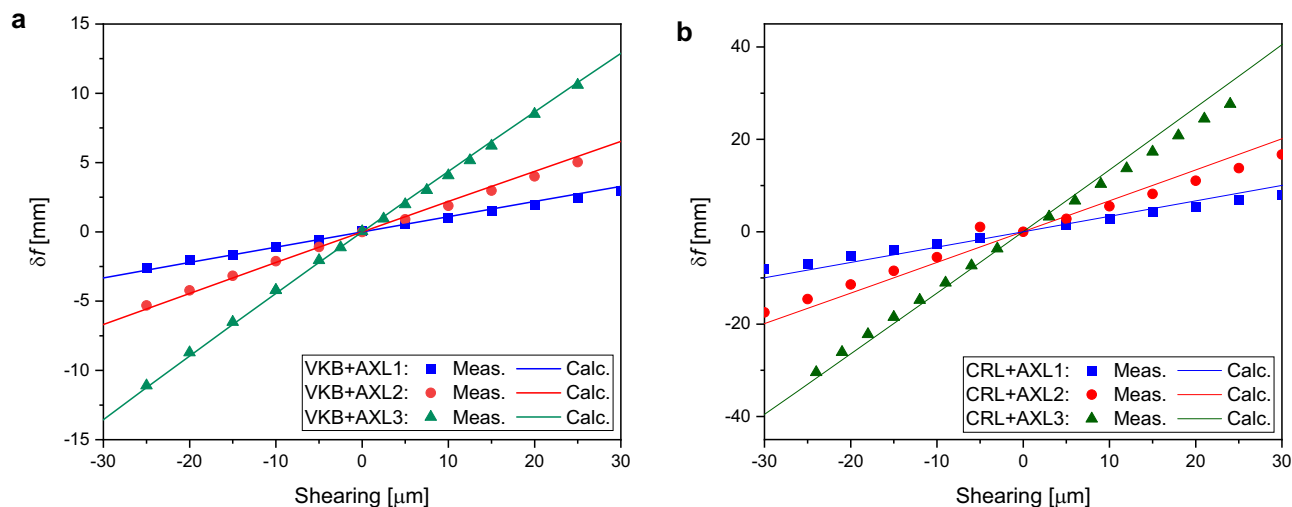 a
15
10
5
0
-5
-10
-15
δf [mm]
-30 -20 -10 0 10 20 30
Shearing [μm]
VKB+AXL1: Meas. Calc.
VKB+AXL2: Meas. Calc.
VKB+AXL3: Meas. Calc.
b
40
20
0
-20
-40
δf [mm]
-30 -20 -10 0 10 20 30
Shearing [μm]
CRL+AXL1: Meas. Calc.
CRL+AXL2: Meas. Calc.
CRL+AXL3: Meas. Calc.